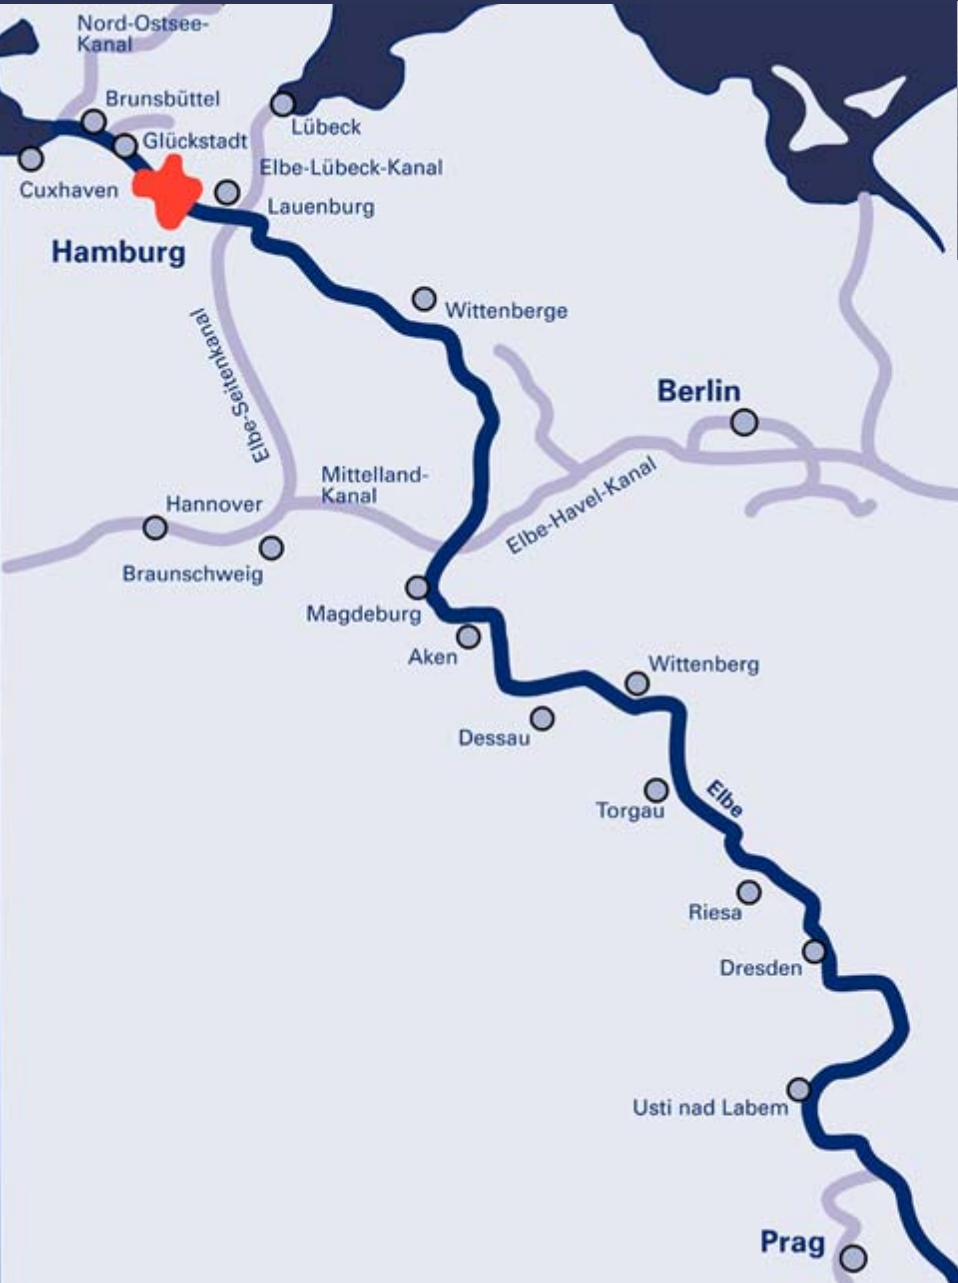 Nord-Ostsee-
Kanal
Brunsbüttel
Glückstadt
Lübeck
Elbe-Lübeck-Kanal
Cuxhaven
Lauenburg
Hamburg
Wittenberge
Elbe-Seitenkanal
Berlin
Mittelland-
Kanal
Hannover
Elbe-Havel-Kanal
Braunschweig
Magdeburg
Aken
Wittenberg
Dessau
Elbe
Torgau
Riesa
Dresden
Usti nad Labem
Prag